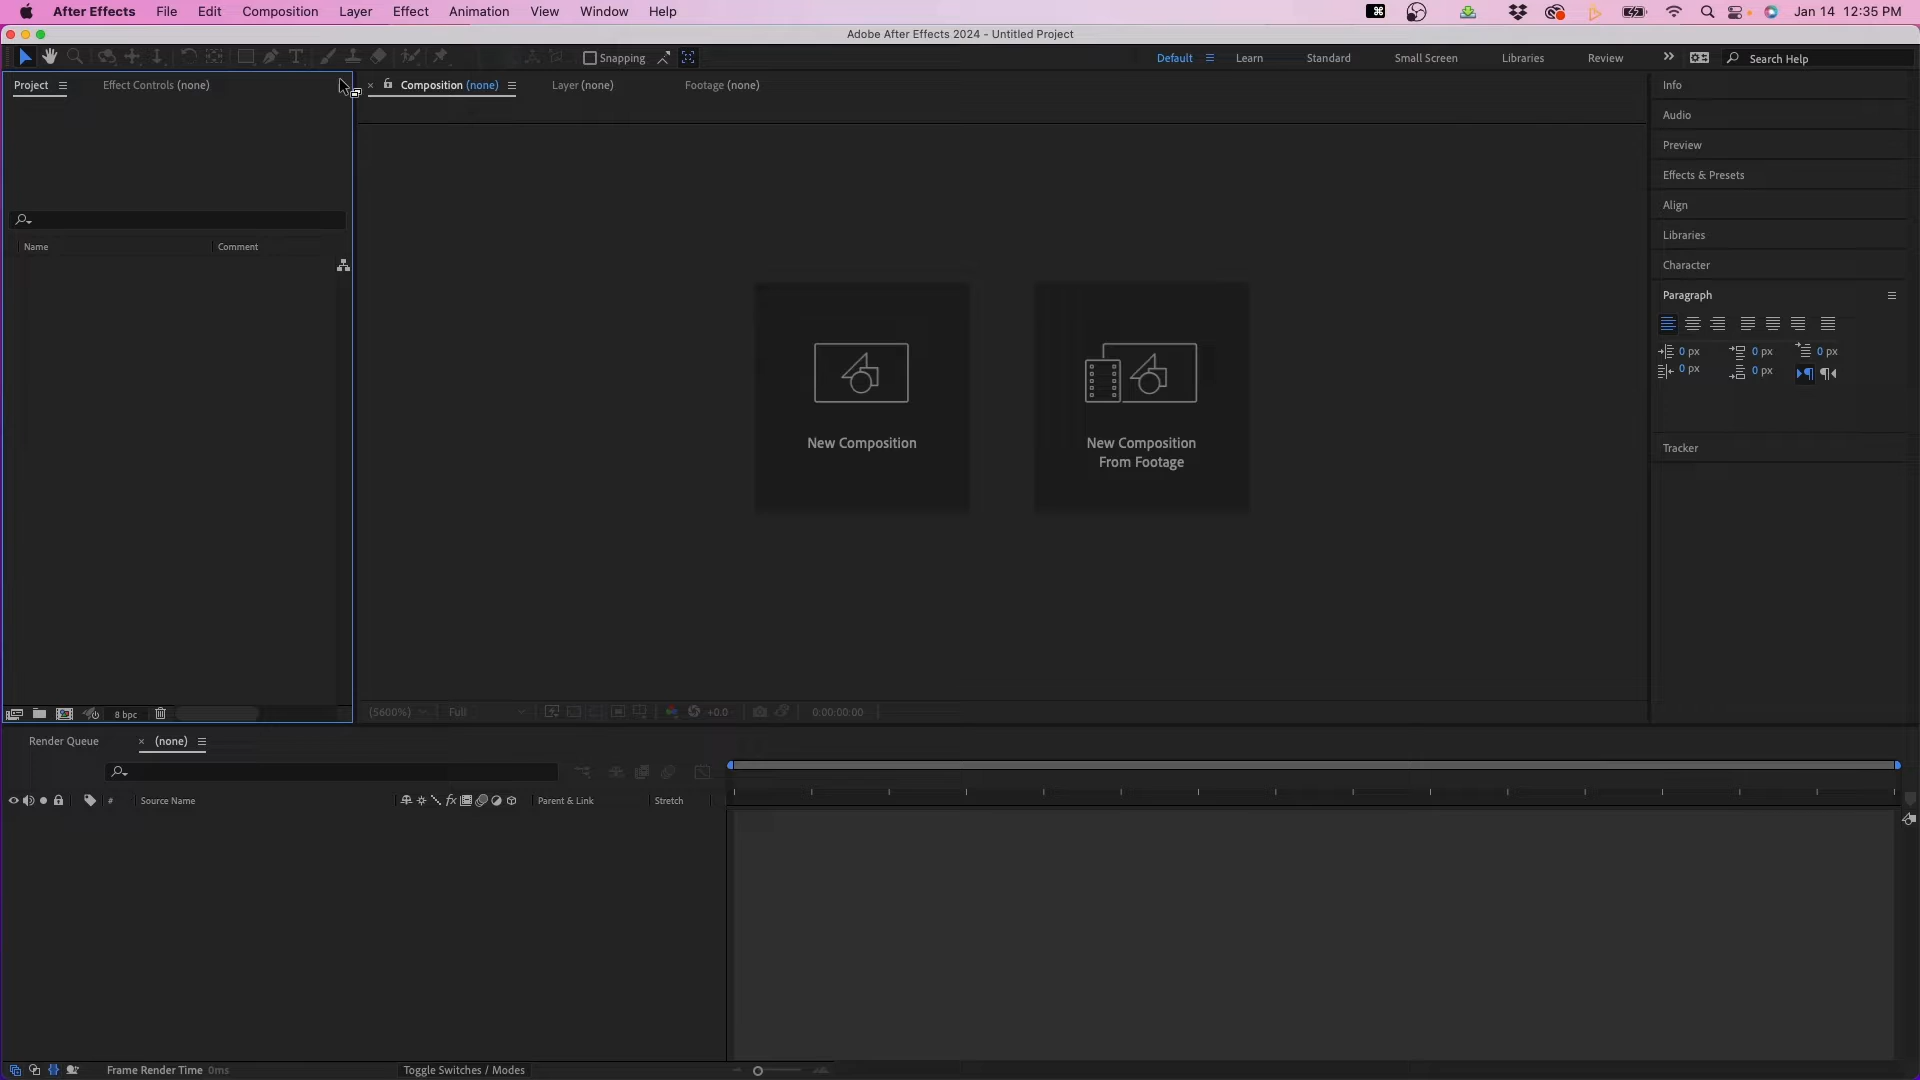 After Effects File Edit Composition Layer Effect Animation View Window Help Jan 14 12:35 PM
Adobe After Effects 2024 - Untitled Project
Snapping Default Learn Standard Small Screen Libraries Review Search Help
Project Effect Controls (none) Composition (none) Layer (none) Footage (none) Info
Audio
Preview
Effects & Presets
Align
Libraries
Name Comment
Character
Paragraph
0 px 0 px 0 px
0 px 0 px
New Composition New Composition
From Footage
Tracker
8 bpc (5600%) Full +0.0 0:00:00:00
Render Queue (none)
# Source Name fx Parent & Link Stretch
Frame Render Time 0ms Toggle Switches / Modes